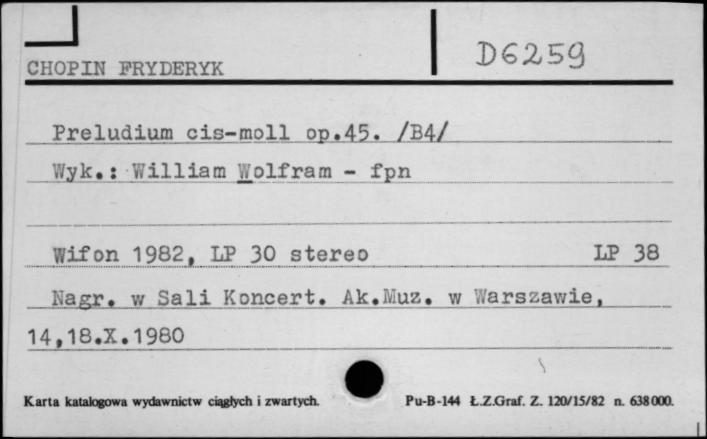 D6259
CHOPIN FRYDERYK
Preludium cis-moll op.45. /B4/
Wyk.: William Wolfram - fpn
Wifon 1982, LP 30 stereo LP 38
Nagr. w Sali Koncert. Ak.Muz. w Warszawie,
14,18.X.1980
Karta katalogowa wydawnictw ciągłych i zwartych. Pu-B-144 Ł.Z.Graf. Z. 120/15/82 n. 638000.